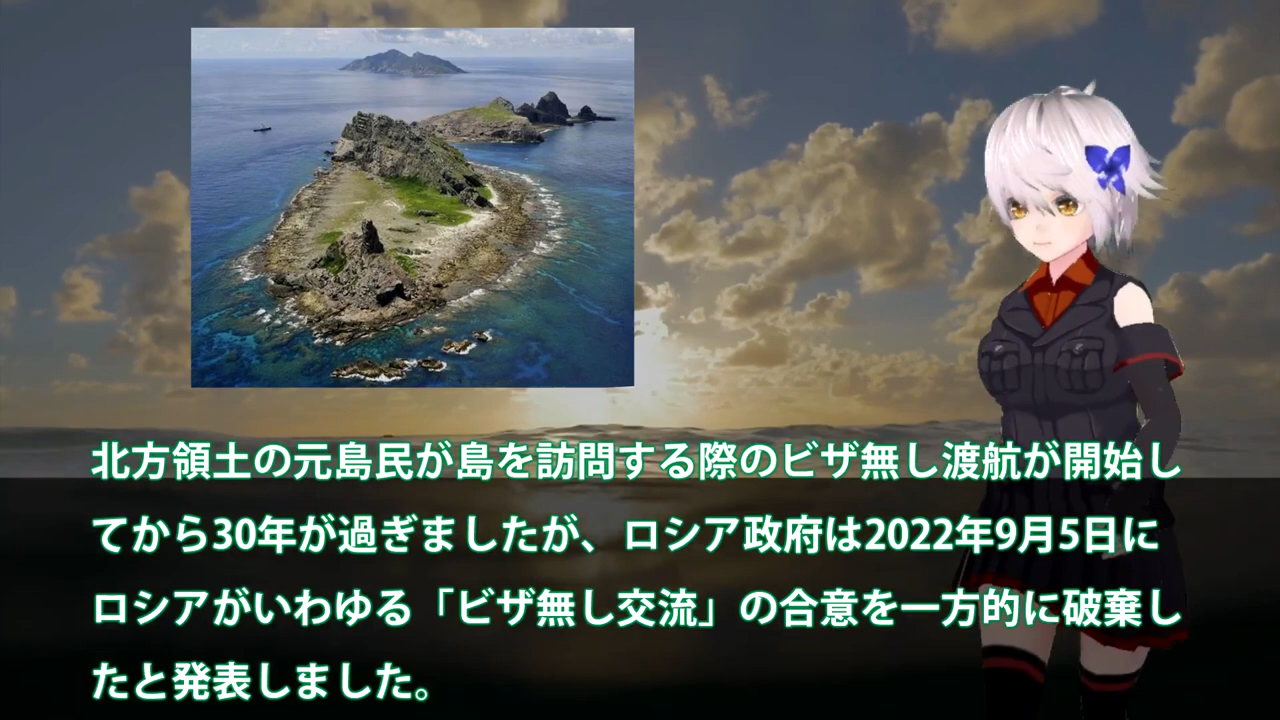 北方領土の元島民が島を訪問する際のビザ無し渡航が開始し
てから30年が過ぎましたが、ロシア政府は2022年9月5日に
ロシアがいわゆる「ビザ無し交流」の合意を一方的に破棄し
たと発表しました。